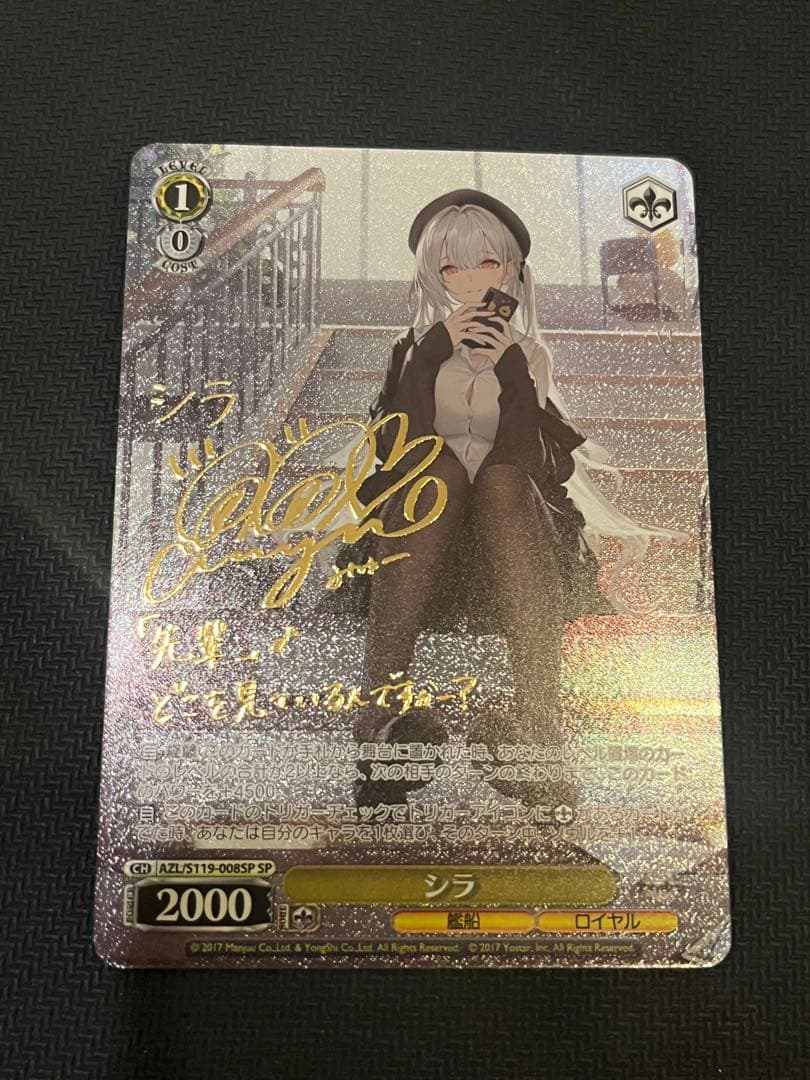 LEVEL
1
0
COST
シラ
「先輩」♪
どこを見ているんですかー?
自 経験 このカードが手札から舞台に置かれた時、あなたのレベル置場のカー
ドのレベルの合計が2以上なら、次の相手のターンの終わりまで、このカード
のパワーを+4500
自 このカードのトリガーチェックでトリガーアイコンに があるカードが
でた時、あなたは自分のキャラを1枚選び、そのターン中、ソウルを+1
CH AZL/S119-008SP SP
シラ
POWER 2000
艦船 ロイヤル
© 2017 Manjuu Co.,Ltd. & YongShi Co.,Ltd. All Rights Reserved. © 2017 Yostar, Inc. All Rights Reserved.